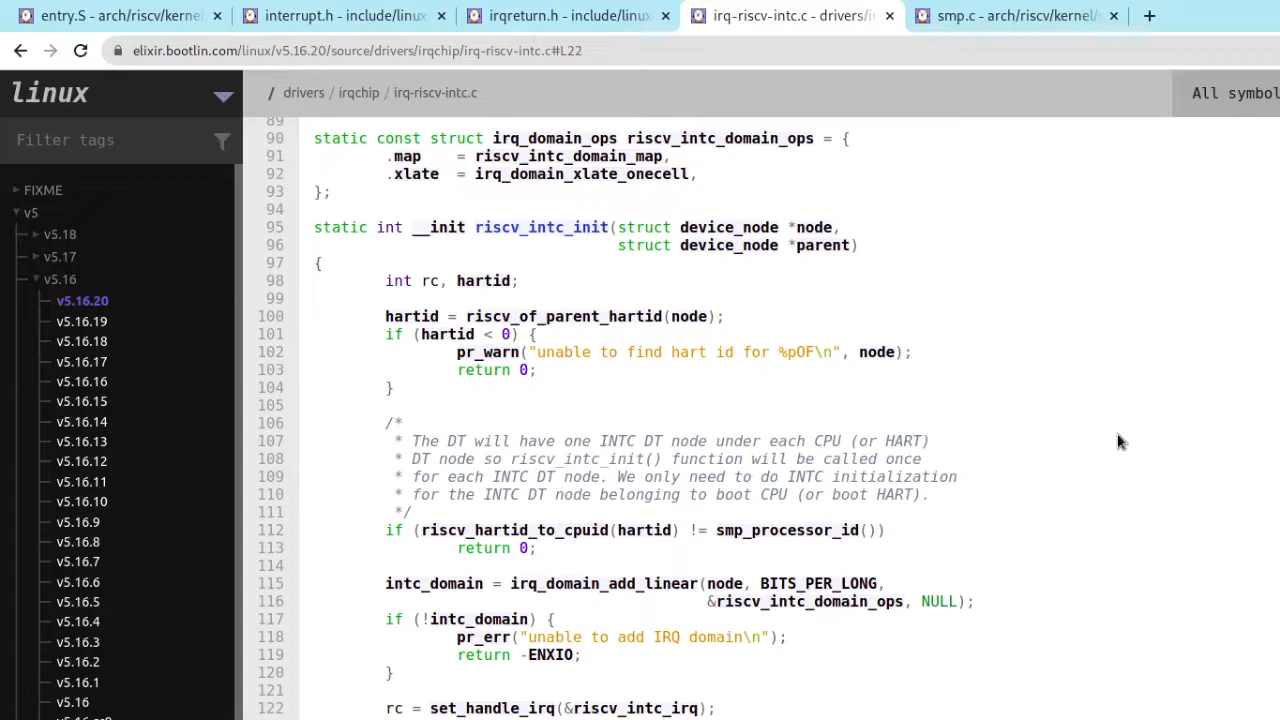 entry.S - arch/riscv/kernel
interrupt.h - include/linux
irqreturn.h - include/linux
irq-riscv-intc.c - drivers/ir
smp.c - arch/riscv/kernel/
elixir.bootlin.com/linux/v5.16.20/source/drivers/irqchip/irq-riscv-intc.c#L22
linux
/ drivers / irqchip / irq-riscv-intc.c
All symbol
Filter tags
FIXME
v5
v5.18
v5.17
v5.16
v5.16.20
v5.16.19
v5.16.18
v5.16.17
v5.16.16
v5.16.15
v5.16.14
v5.16.13
v5.16.12
v5.16.11
v5.16.10
v5.16.9
v5.16.8
v5.16.7
v5.16.6
v5.16.5
v5.16.4
v5.16.3
v5.16.2
v5.16.1
v5.16
89
90 static const struct irq_domain_ops riscv_intc_domain_ops = {
91 .map = riscv_intc_domain_map,
92 .xlate = irq_domain_xlate_onecell,
93 };
94
95 static int __init riscv_intc_init(struct device_node *node,
96 struct device_node *parent)
97 {
98 int rc, hartid;
99
100 hartid = riscv_of_parent_hartid(node);
101 if (hartid < 0) {
102 pr_warn("unable to find hart id for %pOF\n", node);
103 return 0;
104 }
105
106 /*
107 * The DT will have one INTC DT node under each CPU (or HART)
108 * DT node so riscv_intc_init() function will be called once
109 * for each INTC DT node. We only need to do INTC initialization
110 * for the INTC DT node belonging to boot CPU (or boot HART).
111 */
112 if (riscv_hartid_to_cpuid(hartid) != smp_processor_id())
113 return 0;
114
115 intc_domain = irq_domain_add_linear(node, BITS_PER_LONG,
116 &riscv_intc_domain_ops, NULL);
117 if (!intc_domain) {
118 pr_err("unable to add IRQ domain\n");
119 return -ENXIO;
120 }
121
122 rc = set_handle_irq(&riscv_intc_irq);